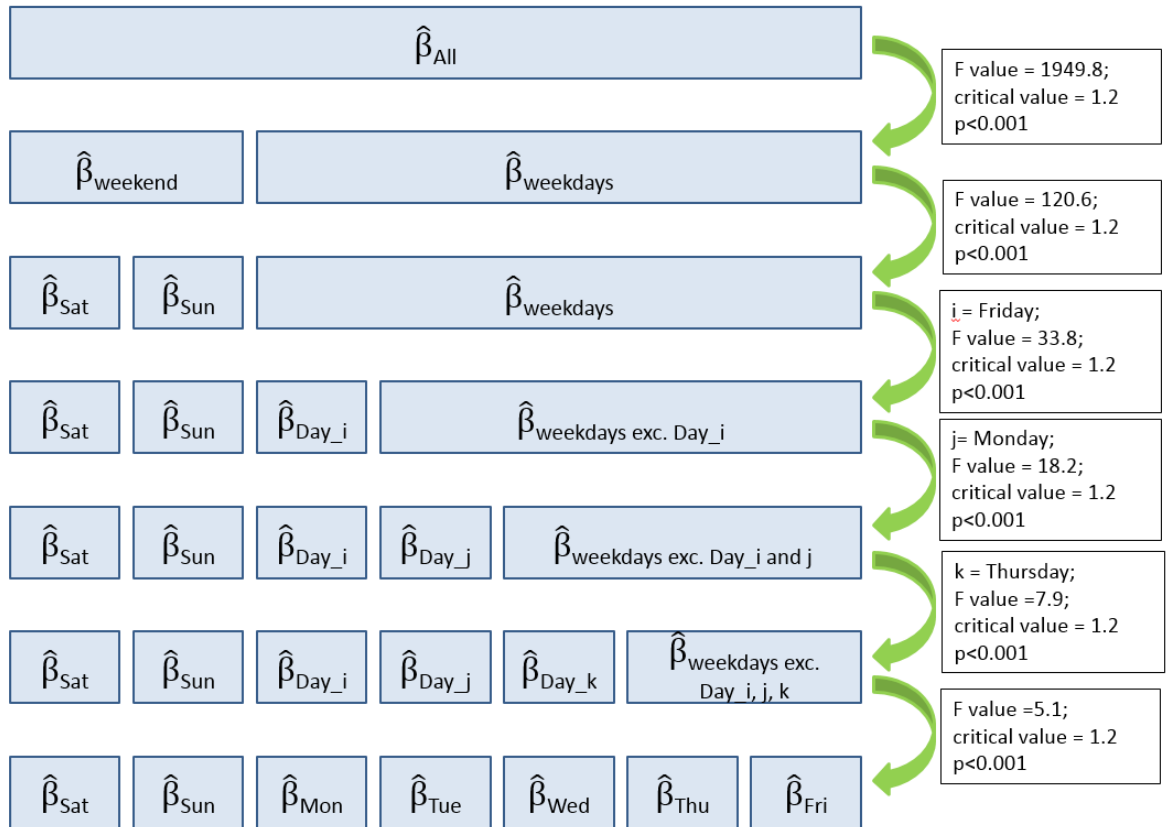 β̂All
F value = 1949.8;
critical value = 1.2
p<0.001
β̂weekend
β̂weekdays
F value = 120.6;
critical value = 1.2
p<0.001
β̂Sat
β̂Sun
β̂weekdays
i = Friday;
F value = 33.8;
critical value = 1.2
p<0.001
β̂Sat
β̂Sun
β̂Day_i
β̂weekdays exc. Day_i
j= Monday;
F value = 18.2;
critical value = 1.2
p<0.001
β̂Sat
β̂Sun
β̂Day_i
β̂Day_j
β̂weekdays exc. Day_i and j
k = Thursday;
F value =7.9;
critical value = 1.2
p<0.001
β̂Sat
β̂Sun
β̂Day_i
β̂Day_j
β̂Day_k
β̂weekdays exc.
Day_i, j, k
F value =5.1;
critical value = 1.2
p<0.001
β̂Sat
β̂Sun
β̂Mon
β̂Tue
β̂Wed
β̂Thu
β̂Fri